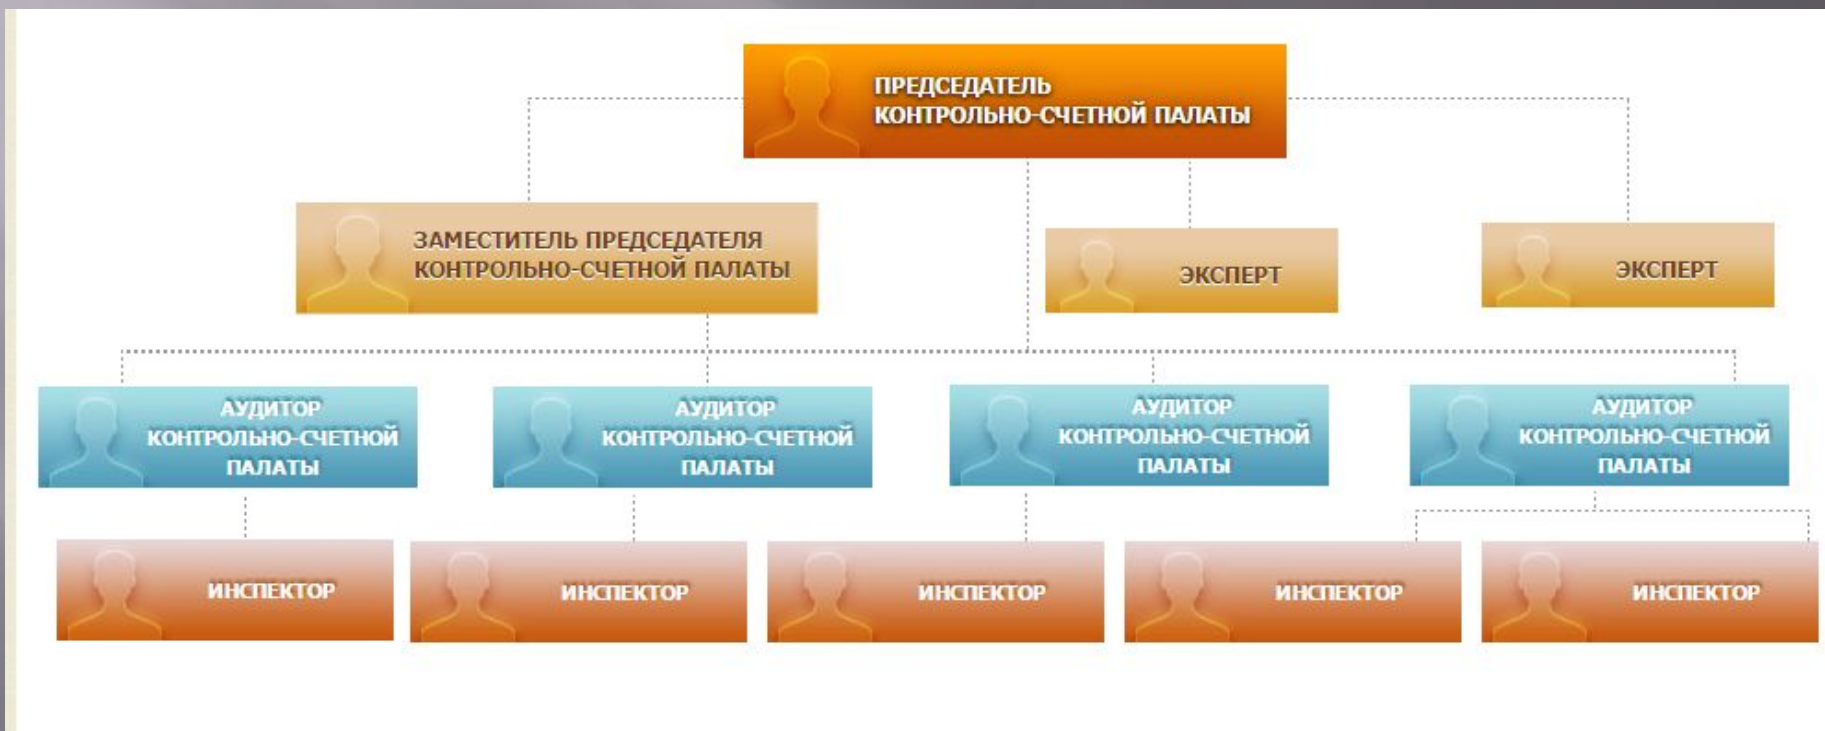 ПРЕДСЕДАТЕЛЬ
КОНТРОЛЬНО-СЧЕТНОЙ ПАЛАТЫ
ЗАМЕСТИТЕЛЬ ПРЕДСЕДАТЕЛЯ
КОНТРОЛЬНО-СЧЕТНОЙ ПАЛАТЫ
ЭКСПЕРТ
ЭКСПЕРТ
АУДИТОР
КОНТРОЛЬНО-СЧЕТНОЙ
ПАЛАТЫ
АУДИТОР
КОНТРОЛЬНО-СЧЕТНОЙ
ПАЛАТЫ
АУДИТОР
КОНТРОЛЬНО-СЧЕТНОЙ
ПАЛАТЫ
АУДИТОР
КОНТРОЛЬНО-СЧЕТНОЙ
ПАЛАТЫ
ИНСПЕКТОР
ИНСПЕКТОР
ИНСПЕКТОР
ИНСПЕКТОР
ИНСПЕКТОР